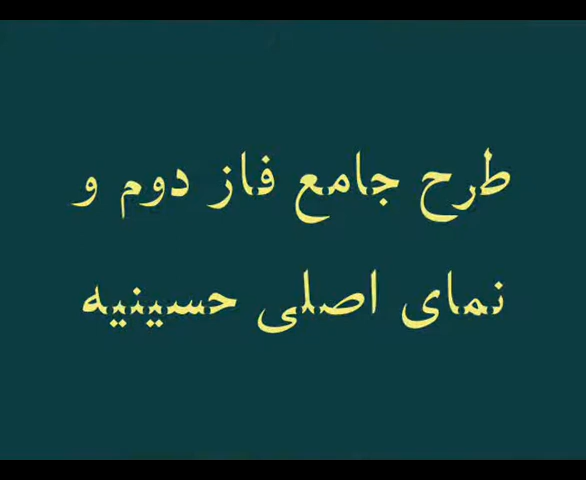 طرح جامع فاز دوم و
نمای اصلی حسینیه